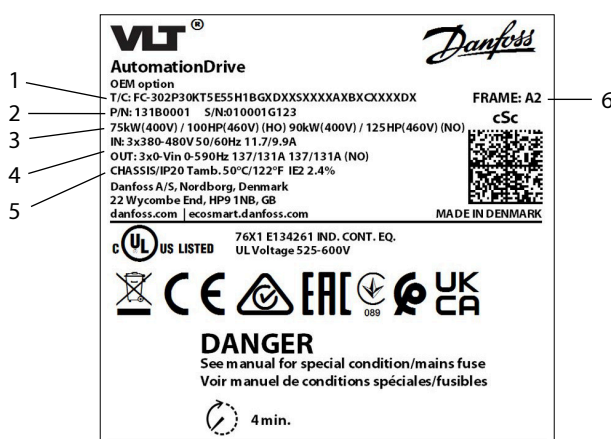 VLT ®
Danfoss
AutomationDrive
OEM option
1
T/C: FC-302P30KT5E55H1BGXDXXSXXXXAXBXCXXXXDX
FRAME: A2
6
2
P/N: 131B0001 S/N:010001G123
cSc
3
75kW(400V) / 100HP(460V) (HO) 90kW(400V) / 125HP(460V) (NO)
IN: 3x380-480V 50/60Hz 11.7/9.9A
4
OUT: 3x0-Vin 0-590Hz 137/131A 137/131A (NO)
5
CHASSIS/IP20 Tamb. 50°C/122°F IE2 2.4%
Danfoss A/S, Nordborg, Denmark
22 Wycombe End, HP9 1NB, GB
danfoss.com | ecosmart.danfoss.com
MADE IN DENMARK
C UL US LISTED
76X1 E134261 IND. CONT. EQ.
UL Voltage 525-600V
CE EAC 089 UK CA
DANGER
See manual for special condition/mains fuse
Voir manuel de conditions spéciales/fusibles
4 min.